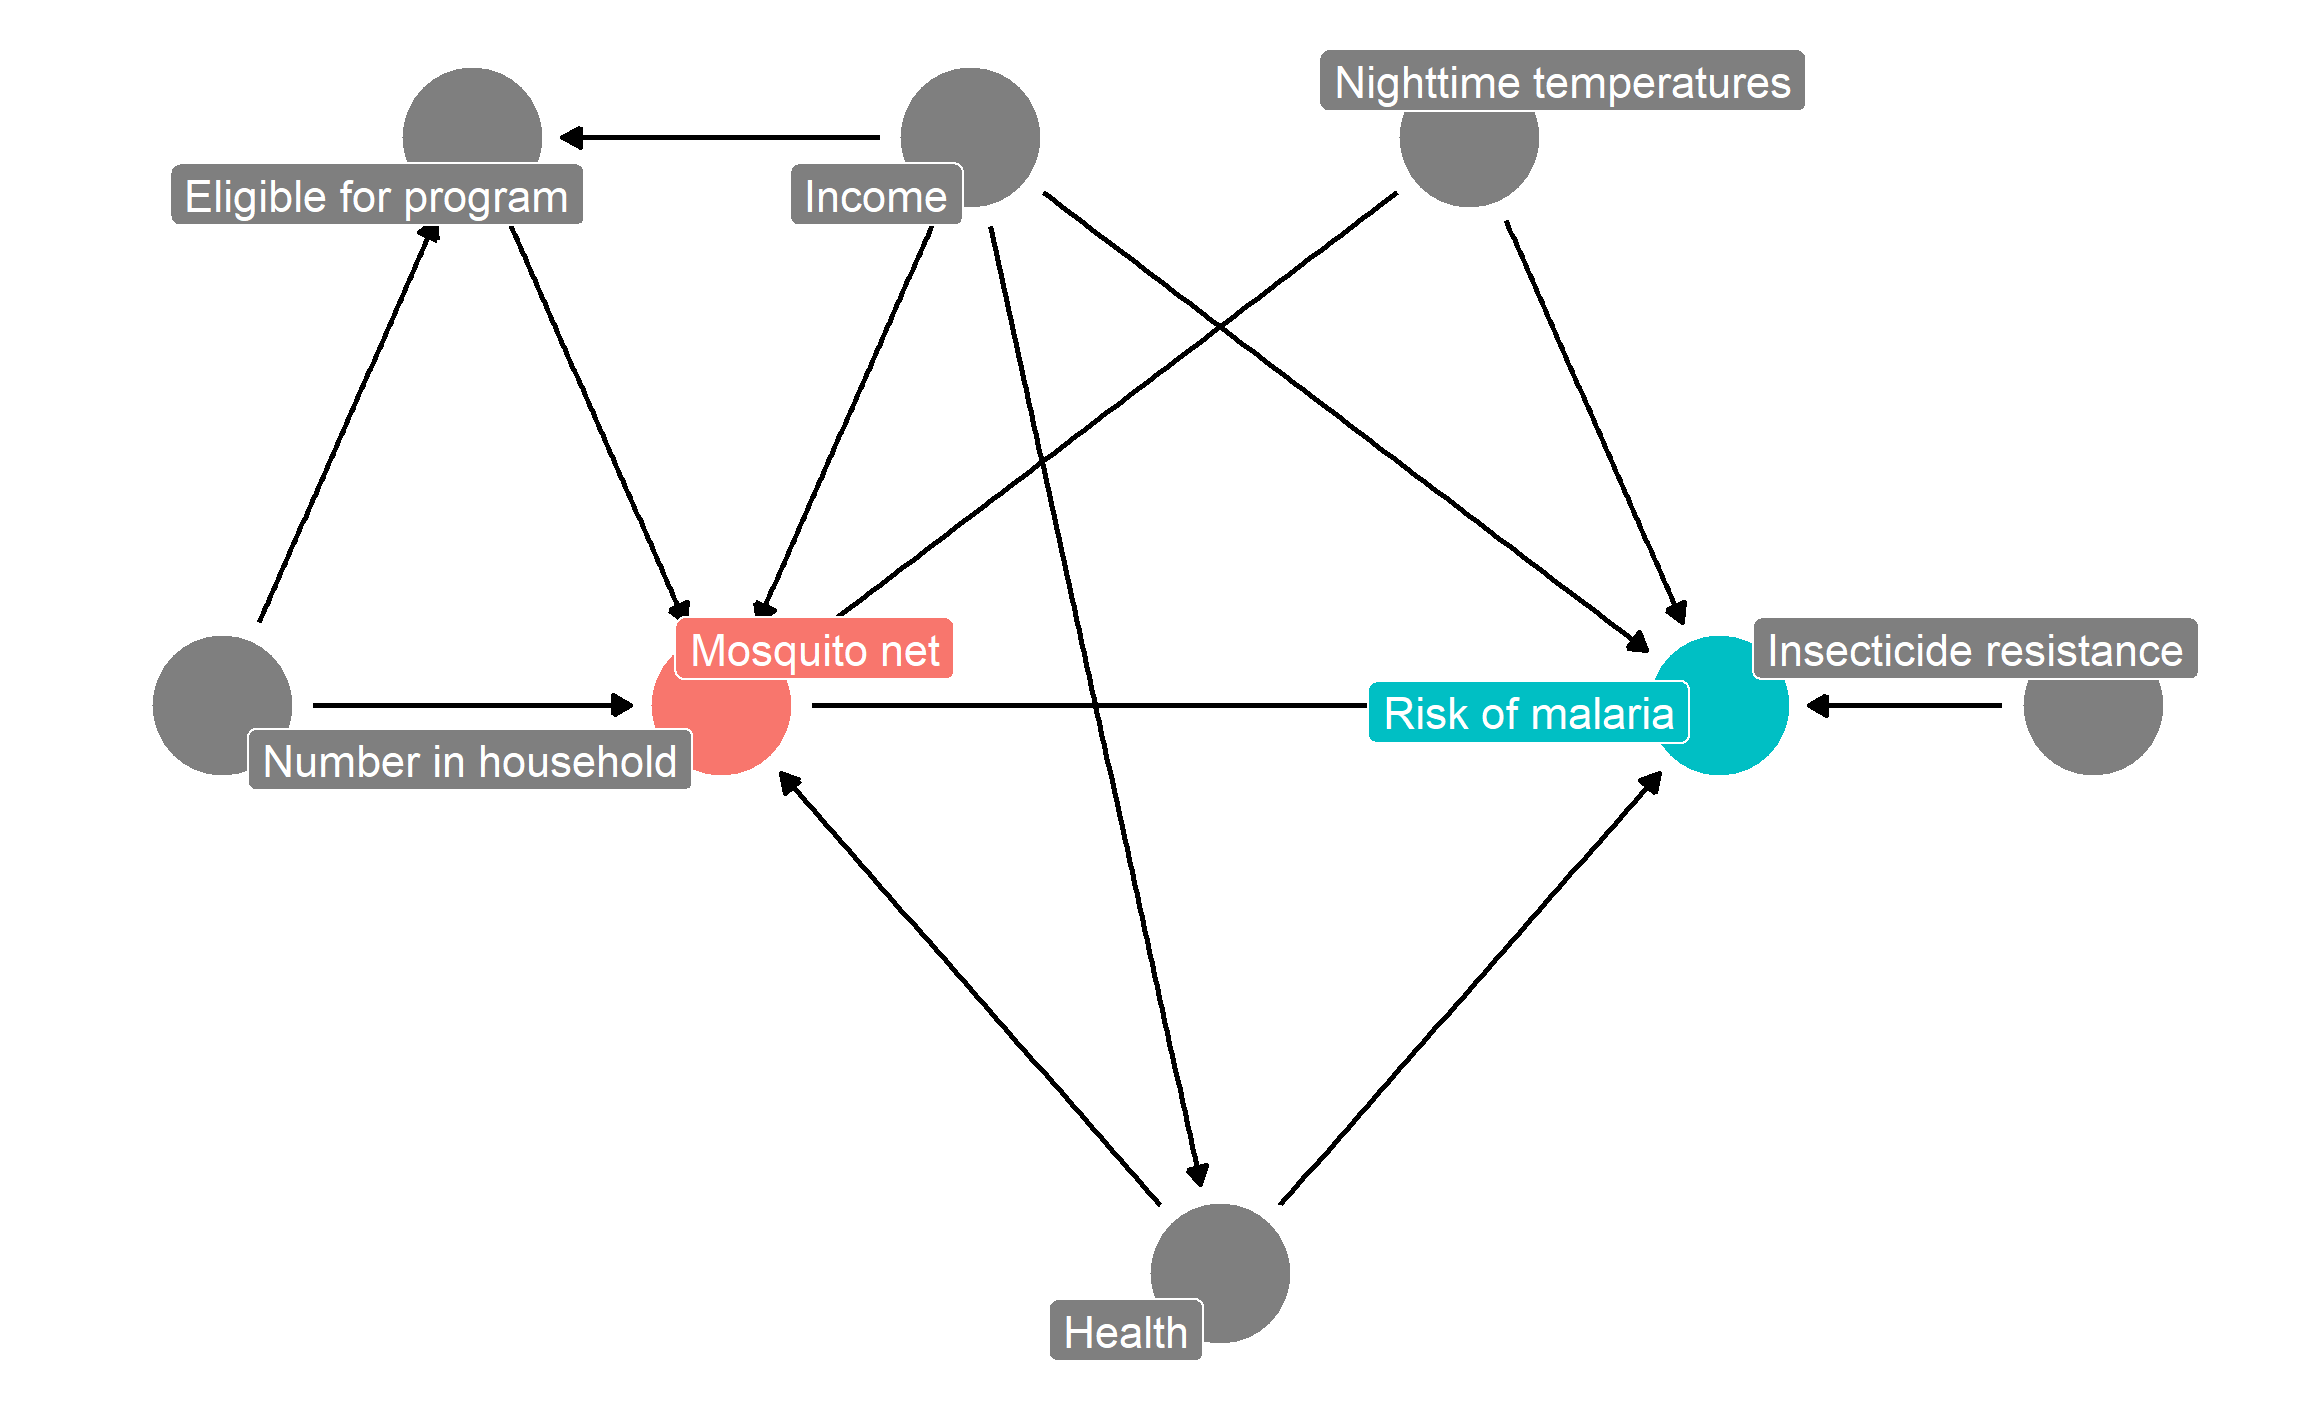 Nighttime temperatures
Eligible for program
Income
Mosquito net
Insecticide resistance
Risk of malaria
Number in household
Health